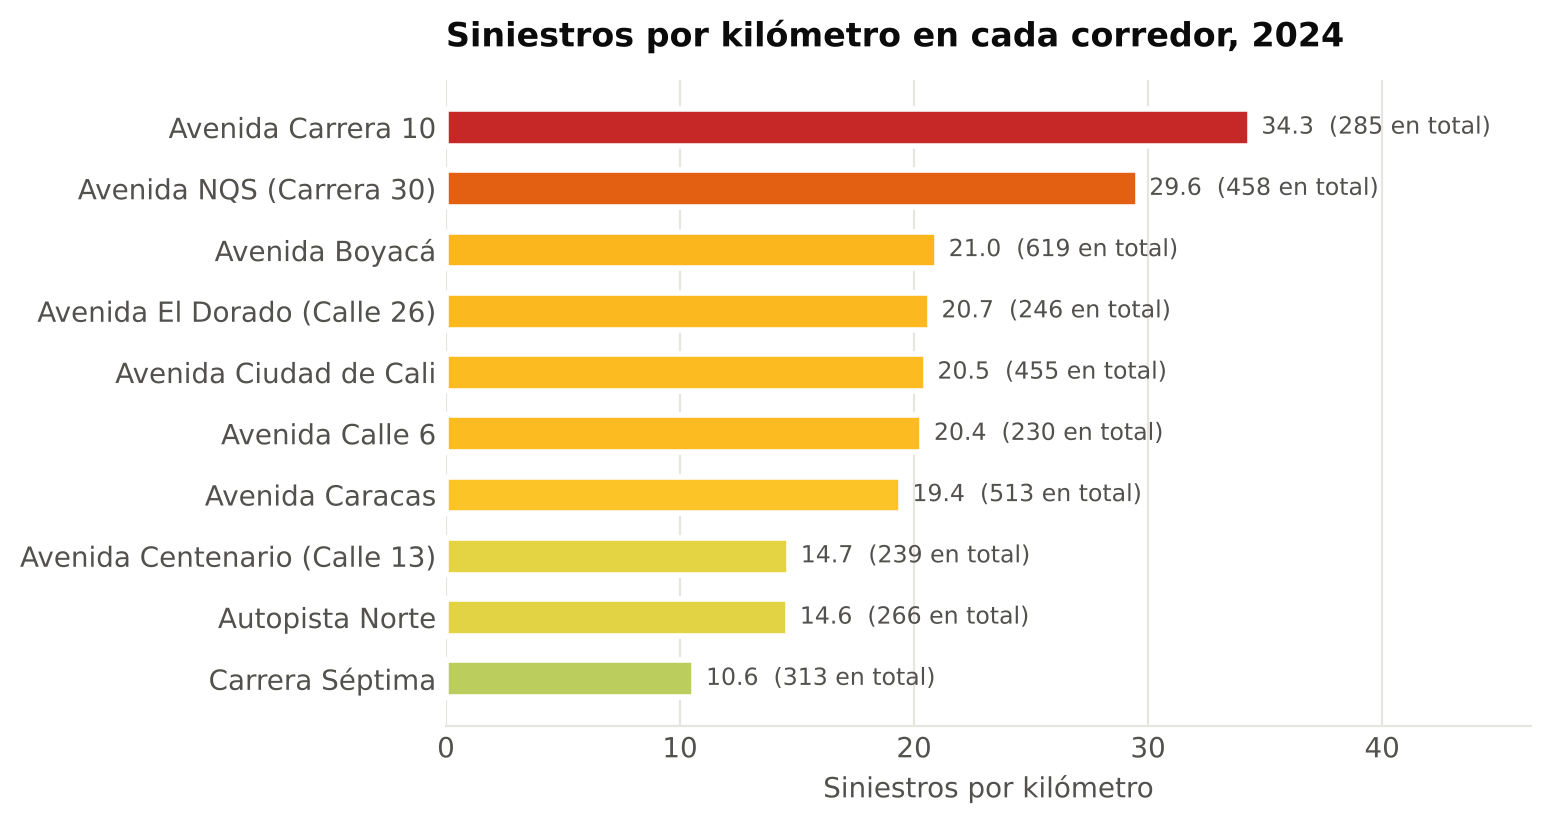 Siniestros por kilómetro en cada corredor, 2024
Avenida Carrera 10 34.3 (285 en total)
Avenida NQS (Carrera 30) 29.6 (458 en total)
Avenida Boyacá 21.0 (619 en total)
Avenida El Dorado (Calle 26) 20.7 (246 en total)
Avenida Ciudad de Cali 20.5 (455 en total)
Avenida Calle 6 20.4 (230 en total)
Avenida Caracas 19.4 (513 en total)
Avenida Centenario (Calle 13) 14.7 (239 en total)
Autopista Norte 14.6 (266 en total)
Carrera Séptima 10.6 (313 en total)
0 10 20 30 40
Siniestros por kilómetro